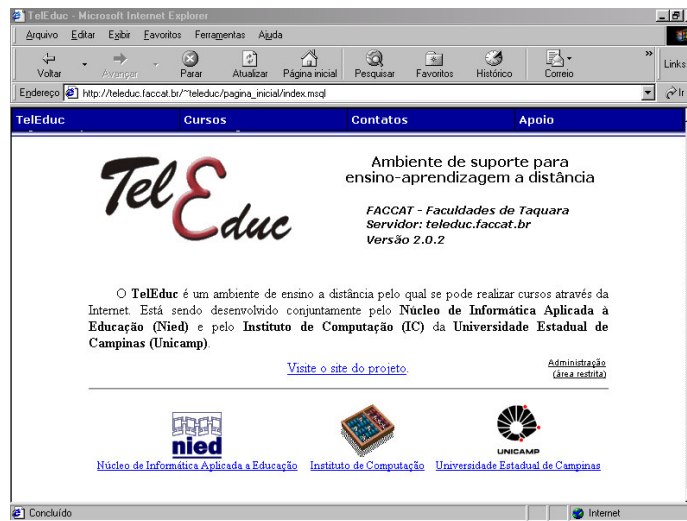 TelEduc - Microsoft Internet Explorer
Arquivo Editar Exibir Favoritos Ferramentas Ajuda
Voltar Avançar Parar Atualizar Página inicial Pesquisar Favoritos Histórico Correio » Links
Endereço http://teleduc.faccat.br/~teleduc/pagina_inicial/index.msql Ir
TelEduc Cursos Contatos Apoio
TelEduc
Ambiente de suporte para
ensino-aprendizagem a distância
FACCAT - Faculdades de Taquara
Servidor: teleduc.faccat.br
Versão 2.0.2
O TelEduc é um ambiente de ensino a distância pelo qual se pode realizar cursos através da
Internet. Está sendo desenvolvido conjuntamente pelo Núcleo de Informática Aplicada à
Educação (Nied) e pelo Instituto de Computação (IC) da Universidade Estadual de
Campinas (Unicamp).
Visite o site do projeto.
Administração
(área restrita)
nied
UNICAMP
Núcleo de Informática Aplicada a Educação Instituto de Computação Universidade Estadual de Campinas
Concluído Internet